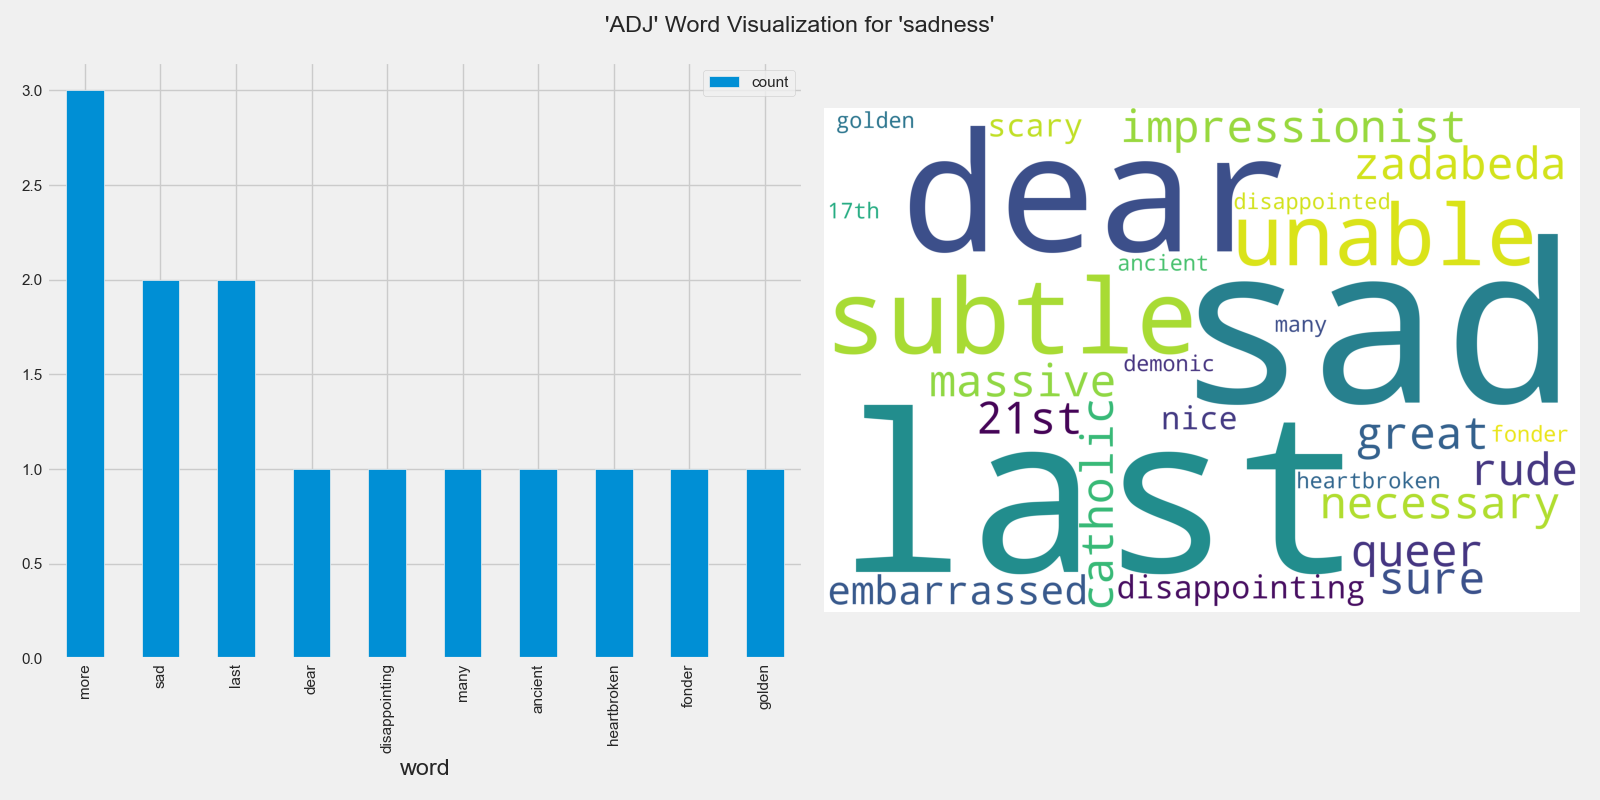 'ADJ' Word Visualization for 'sadness'
count
3.0
2.5
2.0
1.5
1.0
0.5
0.0
more
sad
last
dear
disappointing
many
ancient
heartbroken
fonder
golden
word
golden
scary
impressionist
dear
zadabeda
17th
disappointed
unable
ancient
subtle
sad
many
demonic
massive
21st
catholic
nice
great
fonder
last
rude
heartbroken
necessary
queer
embarrassed
disappointing
sure